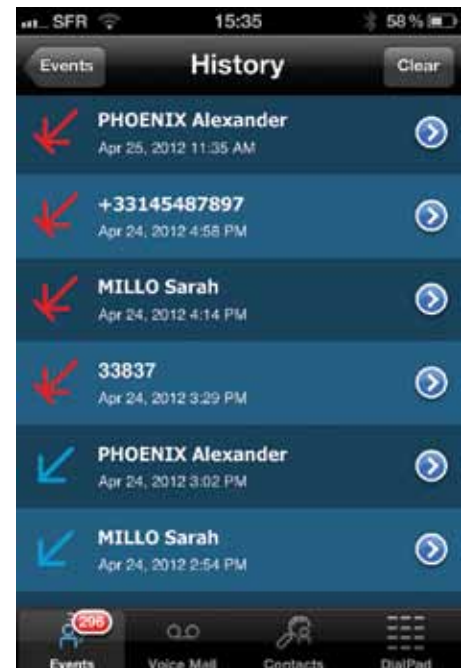 SFR 15:35 58 %
Events History Clear
PHOENIX Alexander
Apr 25, 2012 11:35 AM
+33145487897
Apr 24, 2012 4:58 PM
MILLO Sarah
Apr 24, 2012 4:14 PM
33837
Apr 24, 2012 3:29 PM
PHOENIX Alexander
Apr 24, 2012 3:02 PM
MILLO Sarah
Apr 24, 2012 2:54 PM
296
Events Voice Mail Contacts DialPad